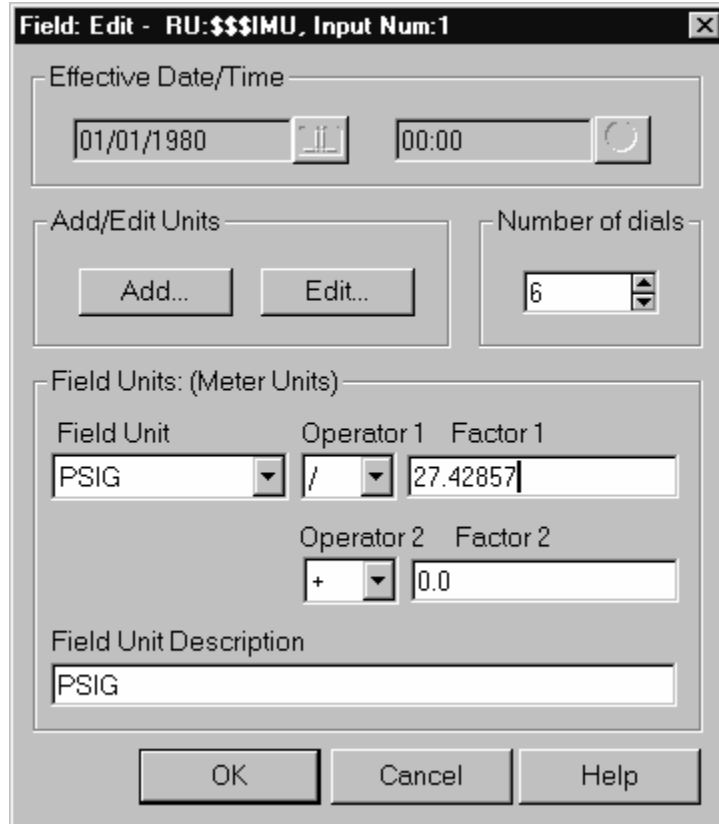 Field: Edit - RU:$$$IMU, Input Num:1
Effective Date/Time
01/01/1980 00:00
Add/Edit Units Number of dials
Add... Edit... 6
Field Units: (Meter Units)
Field Unit Operator 1 Factor 1
PSIG / 27.42857
Operator 2 Factor 2
+ 0.0
Field Unit Description
PSIG
OK Cancel Help